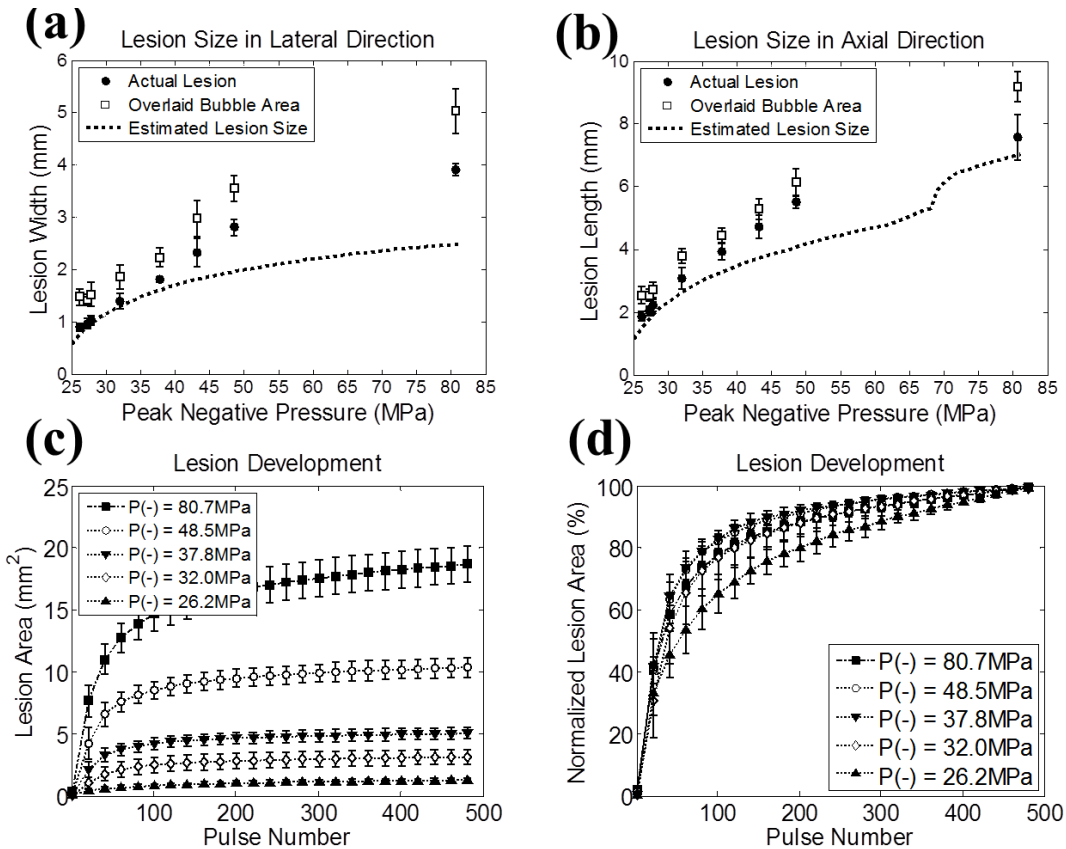 (a)
Lesion Size in Lateral Direction
6
5
4
3
2
1
0
Lesion Width (mm)
Actual Lesion
Overlaid Bubble Area
Estimated Lesion Size
25 30 35 40 45 50 55 60 65 70 75 80 85
Peak Negative Pressure (MPa)
(b)
Lesion Size in Axial Direction
10
8
6
4
2
0
Lesion Length (mm)
Actual Lesion
Overlaid Bubble Area
Estimated Lesion Size
25 30 35 40 45 50 55 60 65 70 75 80 85
Peak Negative Pressure (MPa)
(c)
Lesion Development
25
20
15
10
5
0
Lesion Area (mm²)
P(-) = 80.7MPa
P(-) = 48.5MPa
P(-) = 37.8MPa
P(-) = 32.0MPa
P(-) = 26.2MPa
100 200 300 400 500
Pulse Number
(d)
Lesion Development
100
80
60
40
20
0
Normalized Lesion Area (%)
P(-) = 80.7MPa
P(-) = 48.5MPa
P(-) = 37.8MPa
P(-) = 32.0MPa
P(-) = 26.2MPa
100 200 300 400 500
Pulse Number